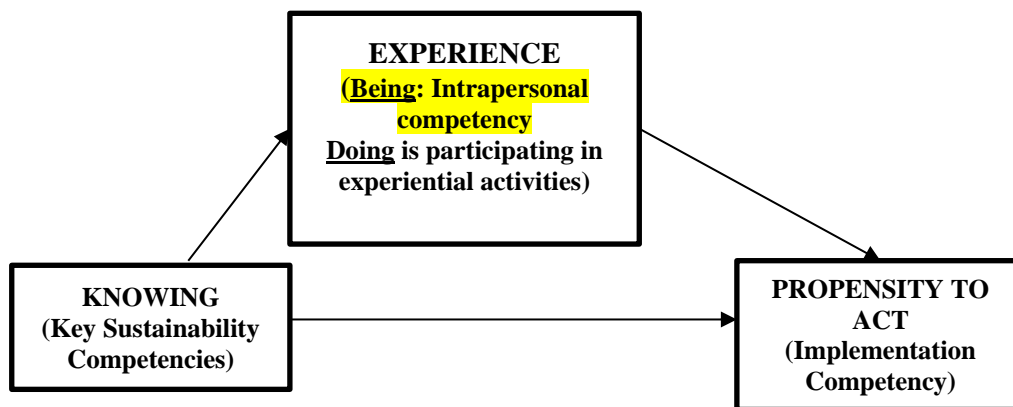 EXPERIENCE
(Being: Intrapersonal
competency
Doing is participating in
experiential activities)
KNOWING
(Key Sustainability
Competencies)
PROPENSITY TO
ACT
(Implementation
Competency)